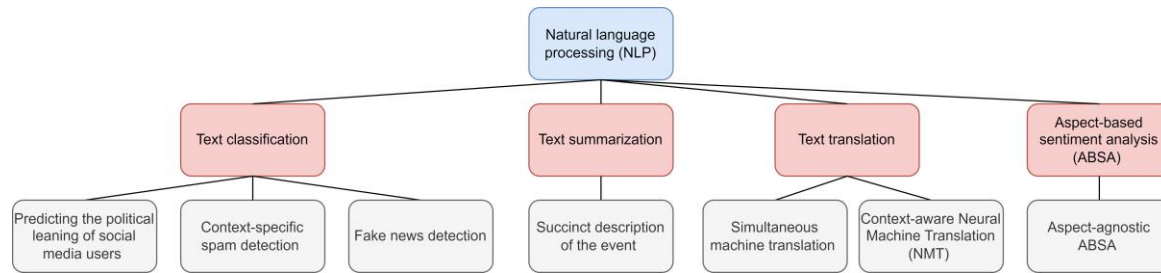 Natural language
processing (NLP)
Text classification
Text summarization
Text translation
Aspect-based
sentiment analysis
(ABSA)
Predicting the political
leaning of social
media users
Context-specific
spam detection
Fake news detection
Succinct description
of the event
Simultaneous
machine translation
Context-aware Neural
Machine Translation
(NMT)
Aspect-agnostic
ABSA